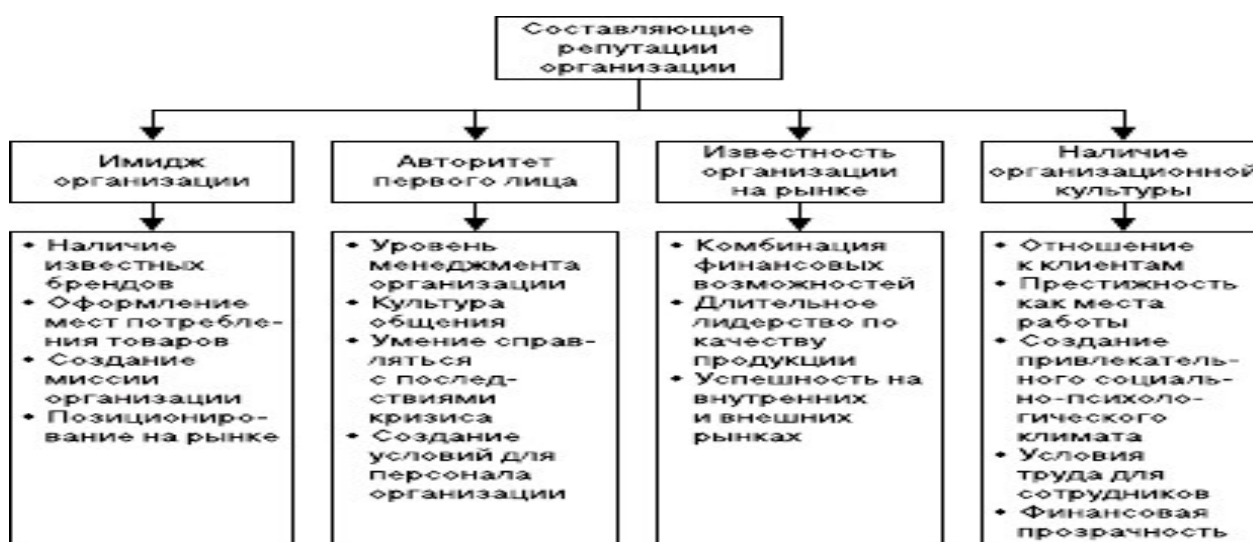 Составляющие
репутации
организации
Имидж
организации
Авторитет
первого лица
Известность
организации
на рынке
Наличие
организационной
культуры
• Наличие
известных
брендов
• Оформление
мест потребле-
ния товаров
• Создание
миссии
организации
• Позициониро-
вание на рынке
• Уровень
менеджмента
организации
• Культура
общения
• Умение справ-
ляться
с послед-
ствиями
кризиса
• Создание
условий для
персонала
организации
• Комбинация
финансовых
возможностей
• Длительное
лидерство по
качеству
продукции
• Успешность на
внутренних
и внешних
рынках
• Отношение
к клиентам
• Престижность
как места
работы
• Создание
привлекатель-
ного социаль-
но-психоло-
гического
климата
• Условия
труда для
сотрудников
• Финансовая
прозрачность